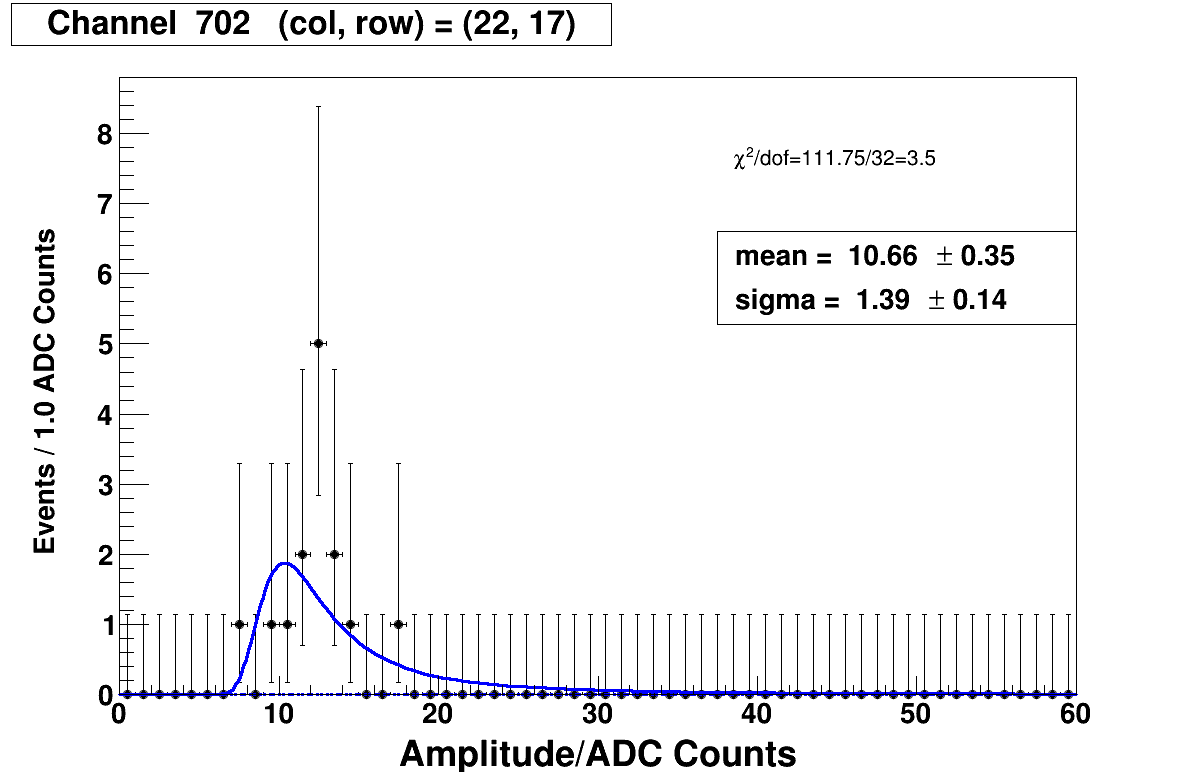 Channel 702 (col, row) = (22, 17)
χ²/dof=111.75/32=3.5
mean = 10.66 ± 0.35
sigma = 1.39 ± 0.14
Events / 1.0 ADC Counts
8
7
6
5
4
3
2
1
0
0 10 20 30 40 50 60
Amplitude/ADC Counts